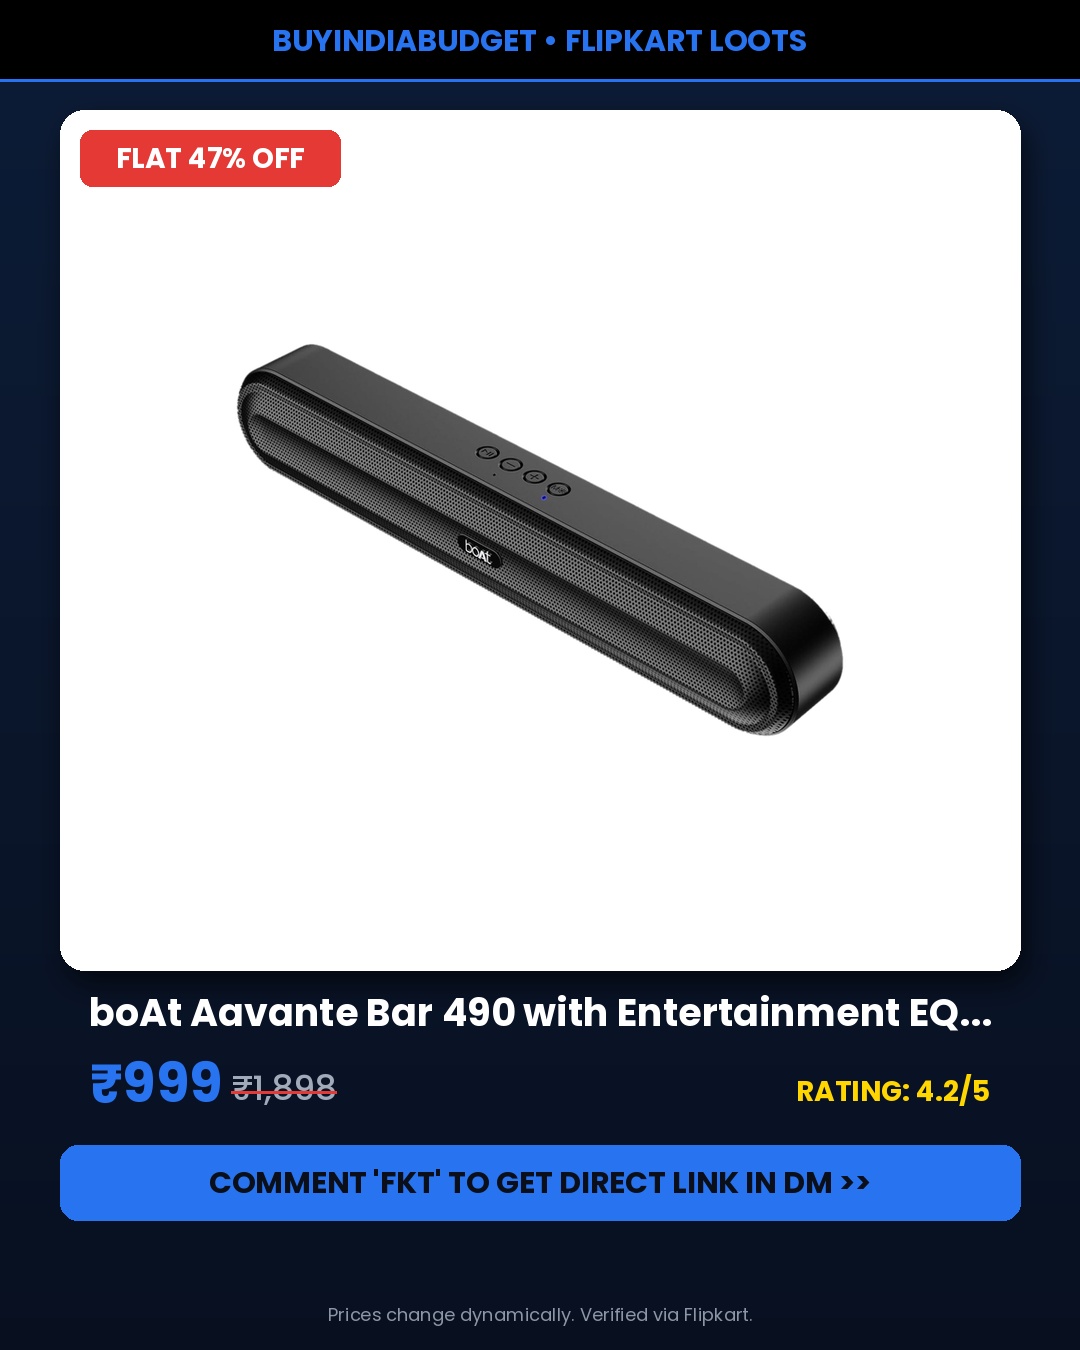 BUYINDIABUDGET • FLIPKART LOOTS
FLAT 47% OFF
boAt
boAt Aavante Bar 490 with Entertainment EQ...
₹999 ₹1,898
RATING: 4.2/5
COMMENT 'FKT' TO GET DIRECT LINK IN DM >>
Prices change dynamically. Verified via Flipkart.